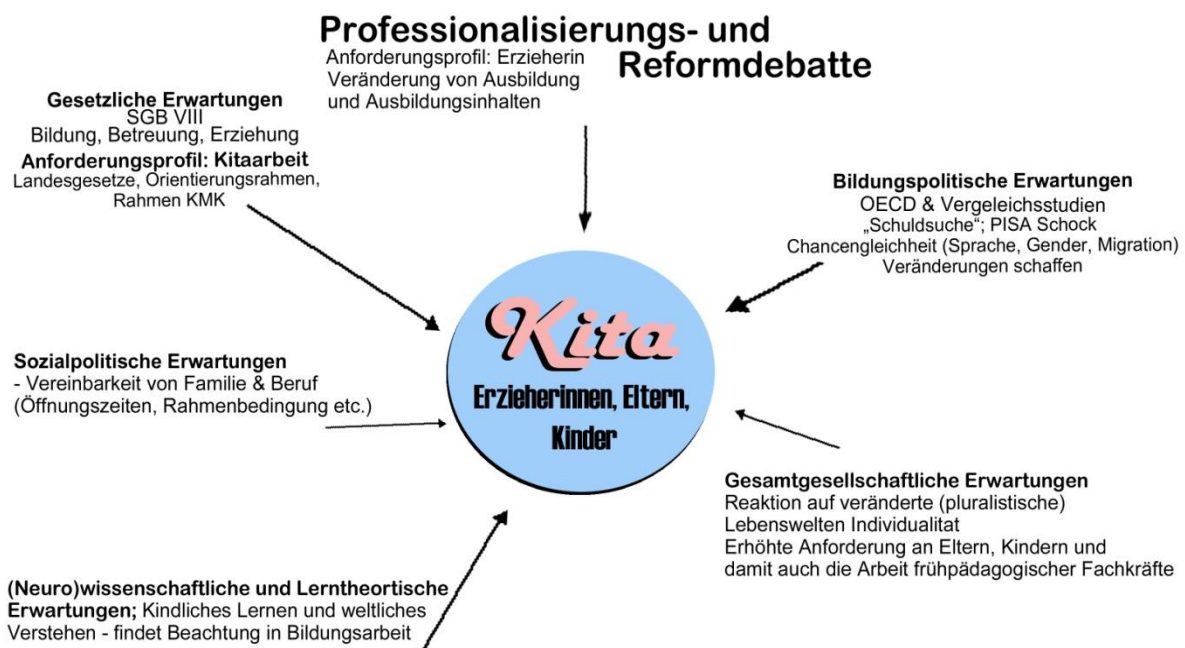 Professionalisierungs- und
Reformdebatte
Anforderungsprofil: Erzieherin
Veränderung von Ausbildung
und Ausbildungsinhalten
Gesetzliche Erwartungen
SGB VIII
Bildung, Betreuung, Erziehung
Anforderungsprofil: Kitaarbeit
Landesgesetze, Orientierungsrahmen,
Rahmen KMK
Bildungspolitische Erwartungen
OECD & Vergeleichsstudien
„Schuldsuche“; PISA Schock
Chancengleichheit (Sprache, Gender, Migration)
Veränderungen schaffen
Kita
Erzieherinnen, Eltern,
Kinder
Sozialpolitische Erwartungen
- Vereinbarkeit von Familie & Beruf
(Öffnungszeiten, Rahmenbedingung etc.)
Gesamtgesellschaftliche Erwartungen
Reaktion auf veränderte (pluralistische)
Lebenswelten Individualitat
Erhöhte Anforderung an Eltern, Kindern und
damit auch die Arbeit frühpädagogischer Fachkräfte
(Neuro)wissenschaftliche und Lerntheortische
Erwartungen; Kindliches Lernen und weltliches
Verstehen - findet Beachtung in Bildungsarbeit